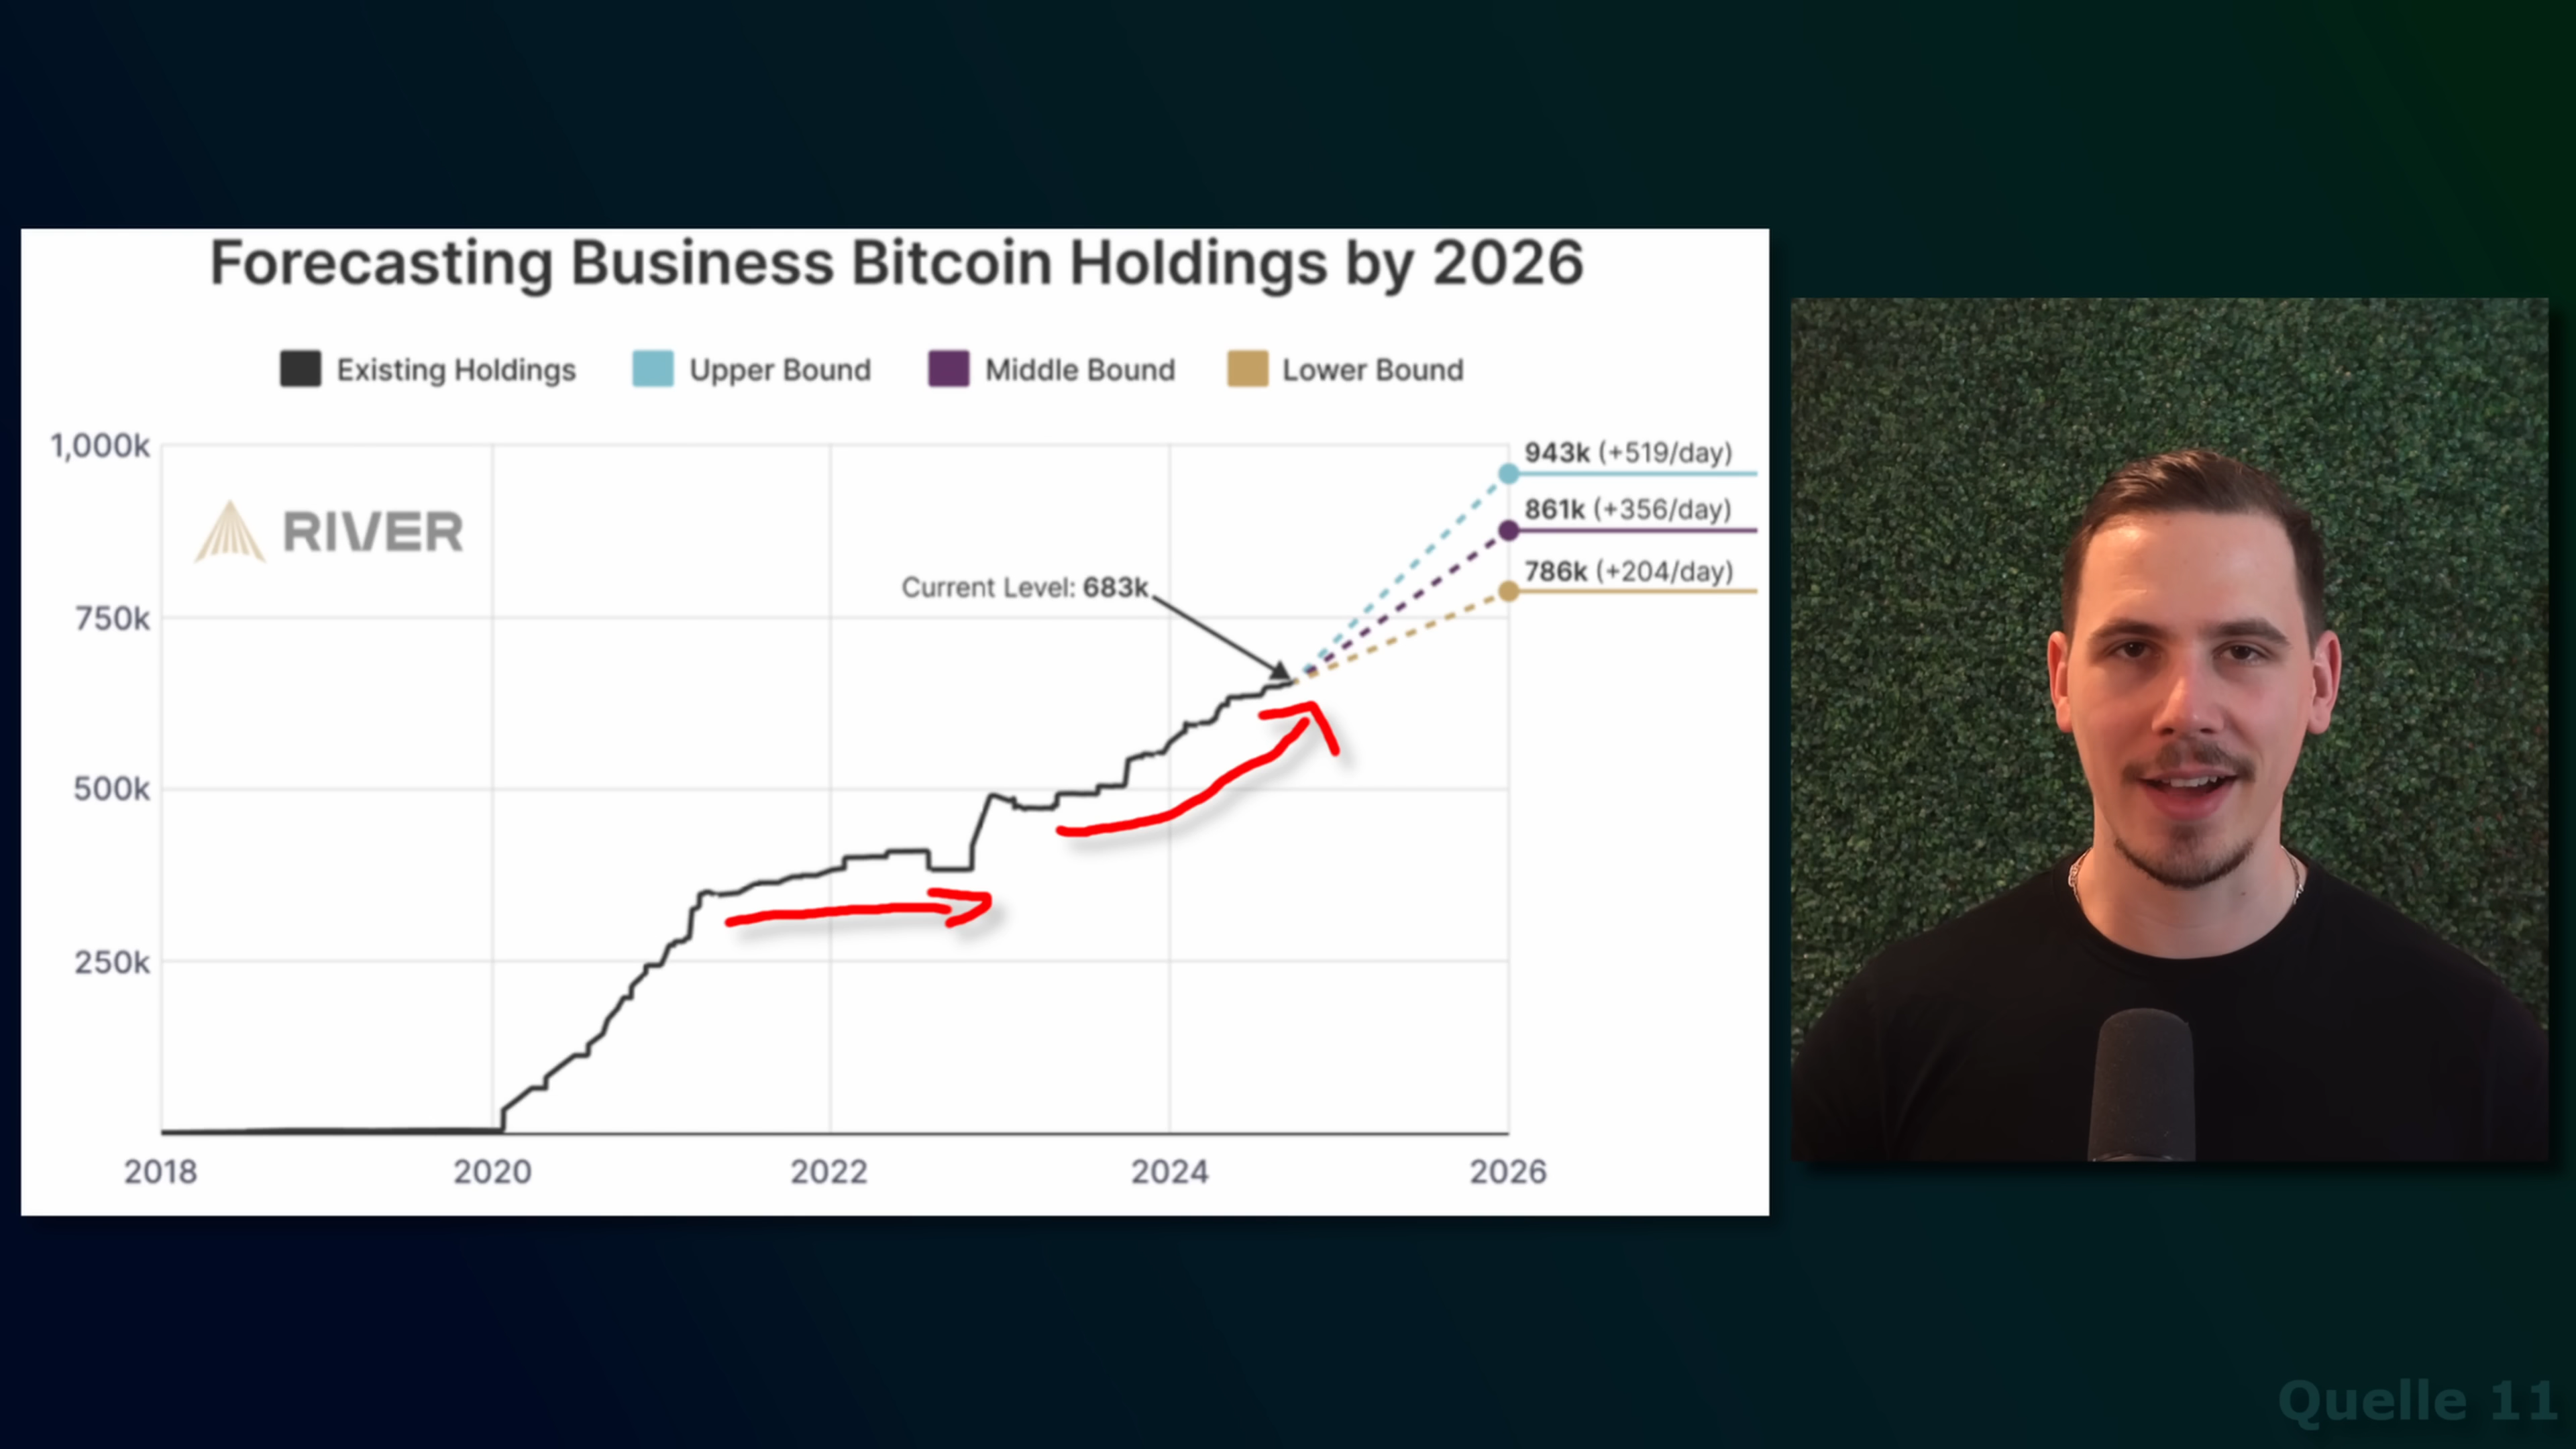 Forecasting Business Bitcoin Holdings by 2026
Existing Holdings Upper Bound Middle Bound Lower Bound
1,000k
943k (+519/day)
RIVER
861k (+356/day)
Current Level: 683k
786k (+204/day)
750k
500k
250k
2018 2020 2022 2024 2026
Quelle 11